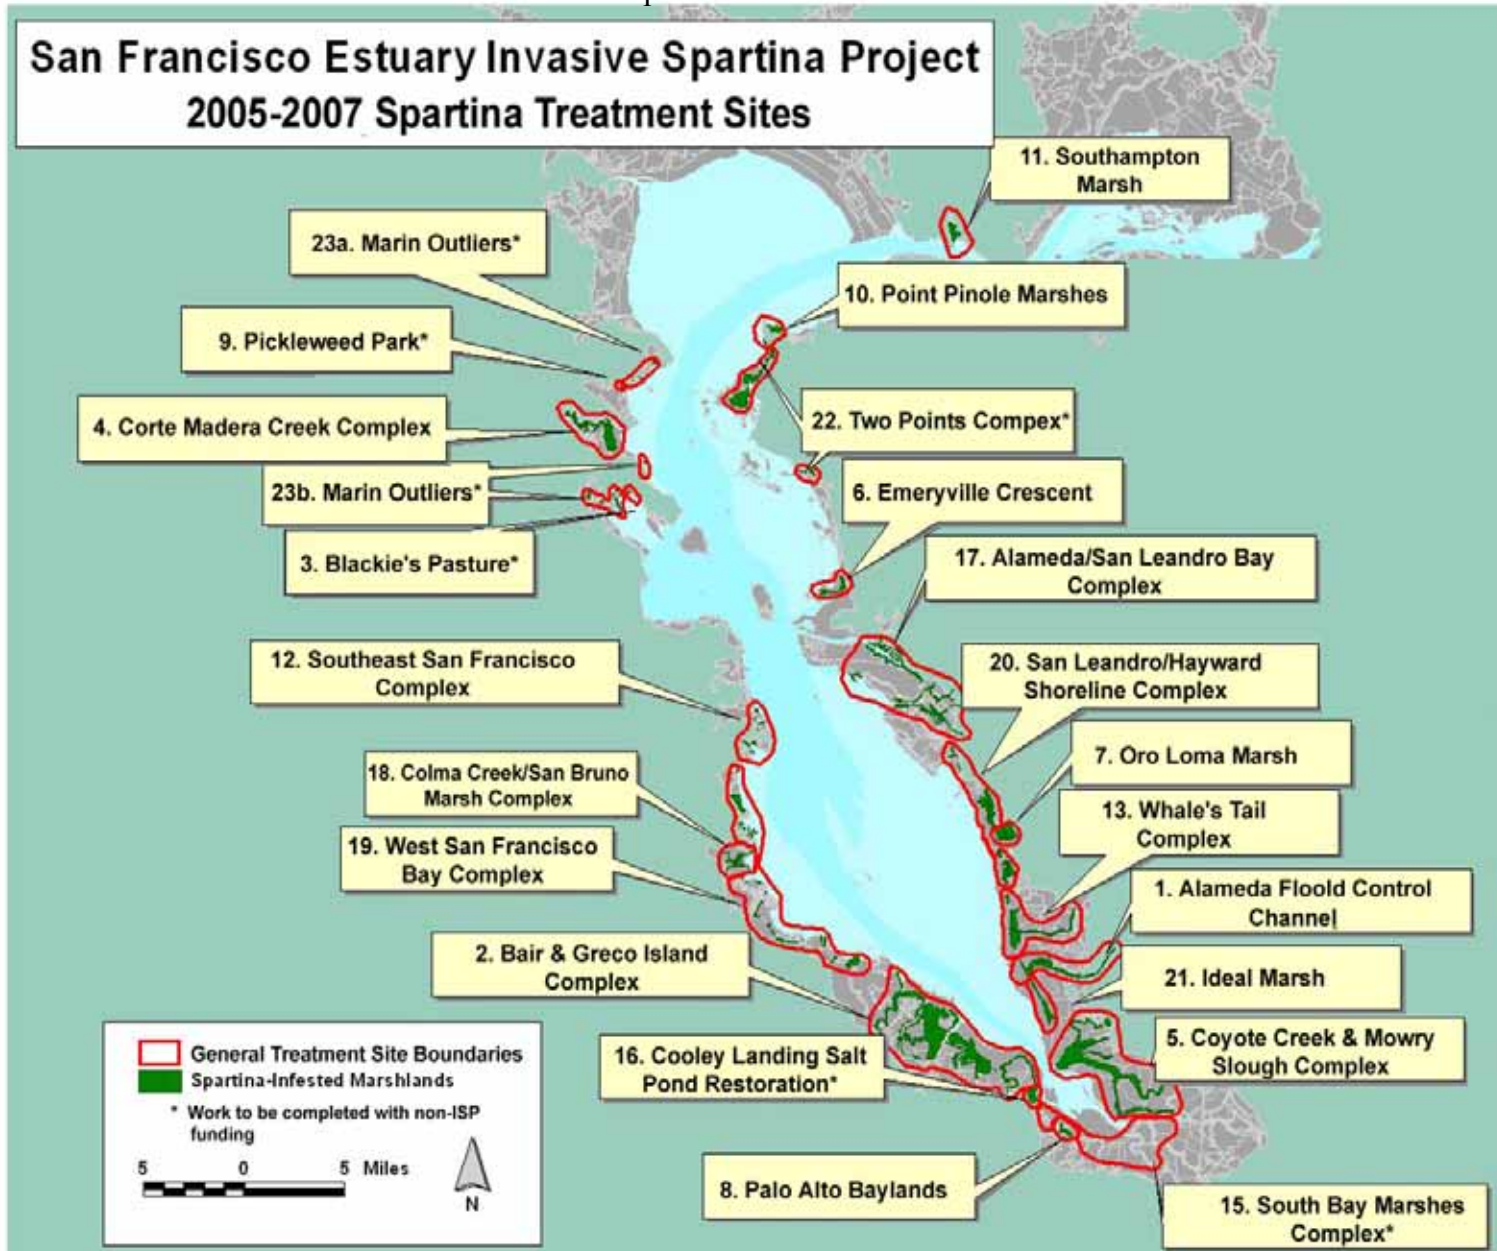 San Francisco Estuary Invasive Spartina Project
2005-2007 Spartina Treatment Sites
11. Southampton
Marsh
23a. Marin Outliers*
10. Point Pinole Marshes
9. Pickleweed Park*
4. Corte Madera Creek Complex
22. Two Points Compex*
23b. Marin Outliers*
6. Emeryville Crescent
3. Blackie's Pasture*
17. Alameda/San Leandro Bay
Complex
12. Southeast San Francisco
Complex
20. San Leandro/Hayward
Shoreline Complex
7. Oro Loma Marsh
18. Colma Creek/San Bruno
Marsh Complex
13. Whale's Tail
Complex
19. West San Francisco
Bay Complex
1. Alameda Floold Control
Channel
2. Bair & Greco Island
Complex
21. Ideal Marsh
5. Coyote Creek & Mowry
Slough Complex
16. Cooley Landing Salt
Pond Restoration*
8. Palo Alto Baylands
15. South Bay Marshes
Complex*
General Treatment Site Boundaries
Spartina-Infested Marshlands
* Work to be completed with non-ISP
funding
5 0 5 Miles
N